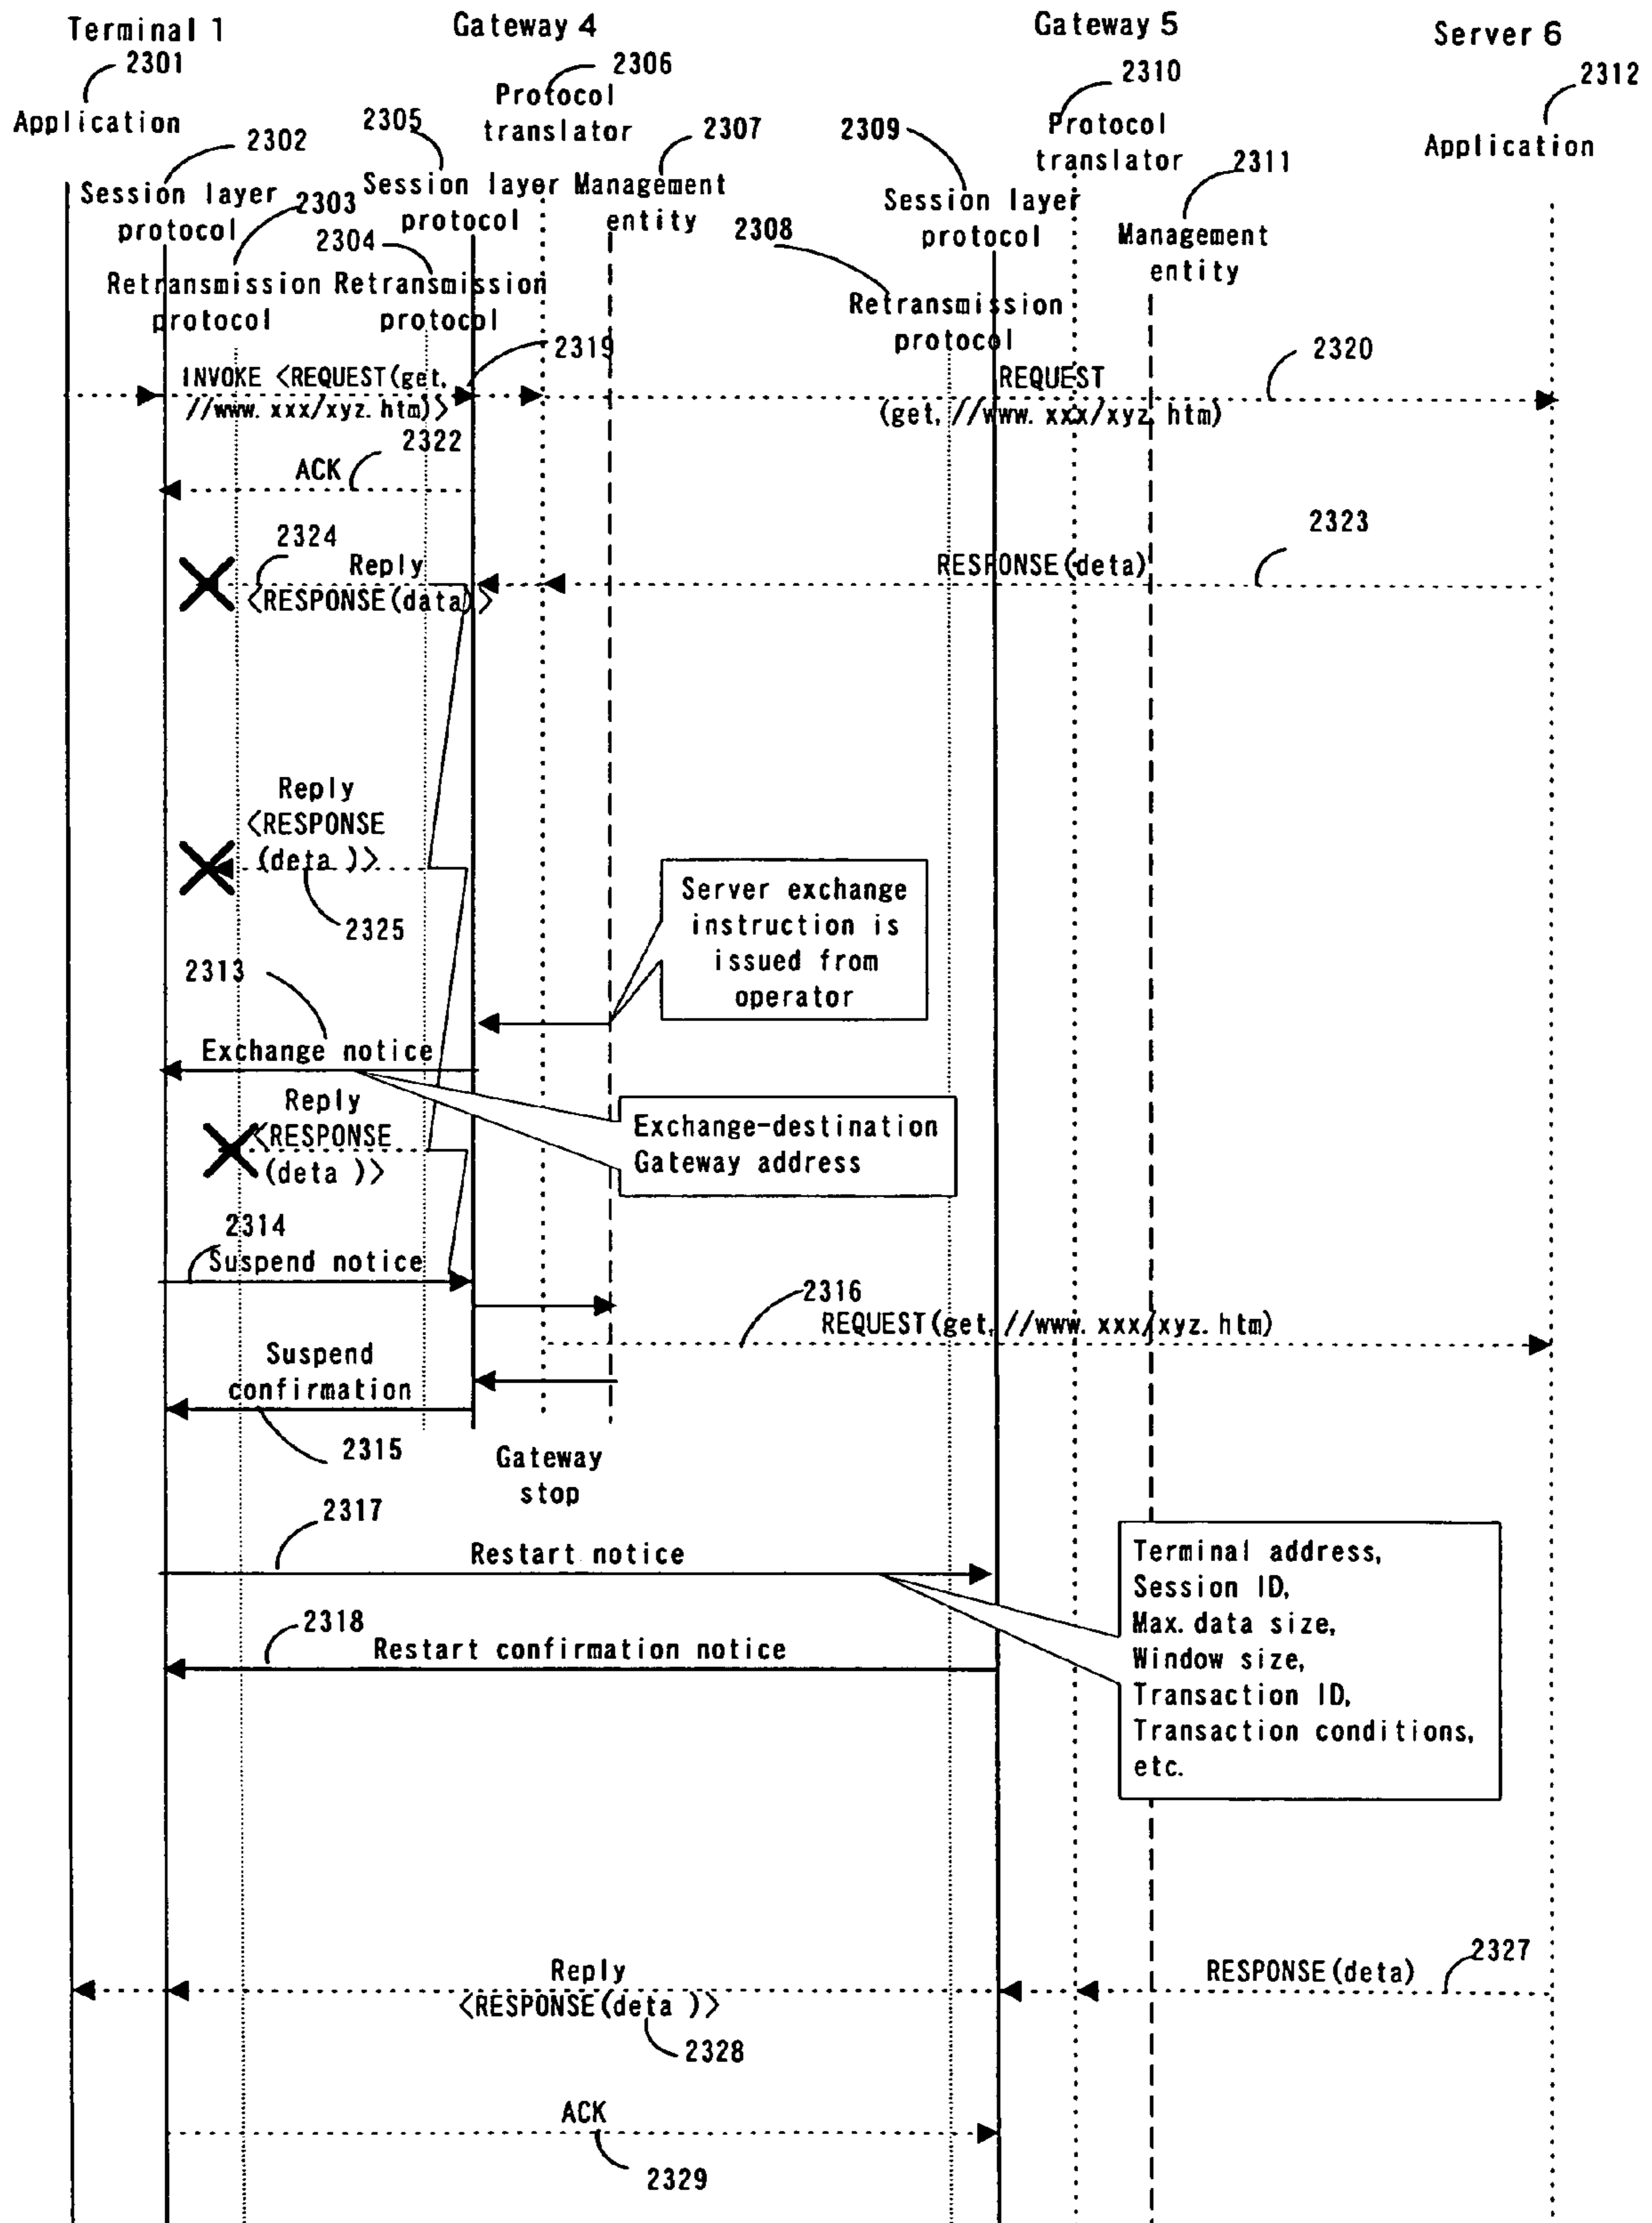 Terminal 1
Gateway 4
Gateway 5
Server 6
2301
2306
2310
2312
Application
Protocol
translator
Protocol
translator
Application
2302
2305
2307
2309
2311
Session layer
protocol
Session layer
protocol
Management
entity
Session layer
protocol
Management
entity
2303
2304
2308
Retransmission
protocol
Retransmission
protocol
Retransmission
protocol
2319
2320
INVOKE <REQUEST(get,
//www.xxx/xyz.htm)>
REQUEST
(get, //www.xxx/xyz.htm)
2322
ACK
2324
2323
Reply
<RESPONSE(data)>
RESPONSE(deta)
Reply
<RESPONSE
(deta )>
2325
Server exchange
instruction is
issued from
operator
2313
Exchange notice
Reply
<RESPONSE
(deta )>
Exchange-destination
Gateway address
2314
Suspend notice
2316
REQUEST(get, //www.xxx/xyz.htm)
Suspend
confirmation
2315
Gateway
stop
2317
Restart notice
Terminal address,
Session ID,
Max.data size,
Window size,
Transaction ID,
Transaction conditions,
etc.
2318
Restart confirmation notice
2327
RESPONSE(deta)
Reply
<RESPONSE(deta )>
2328
ACK
2329